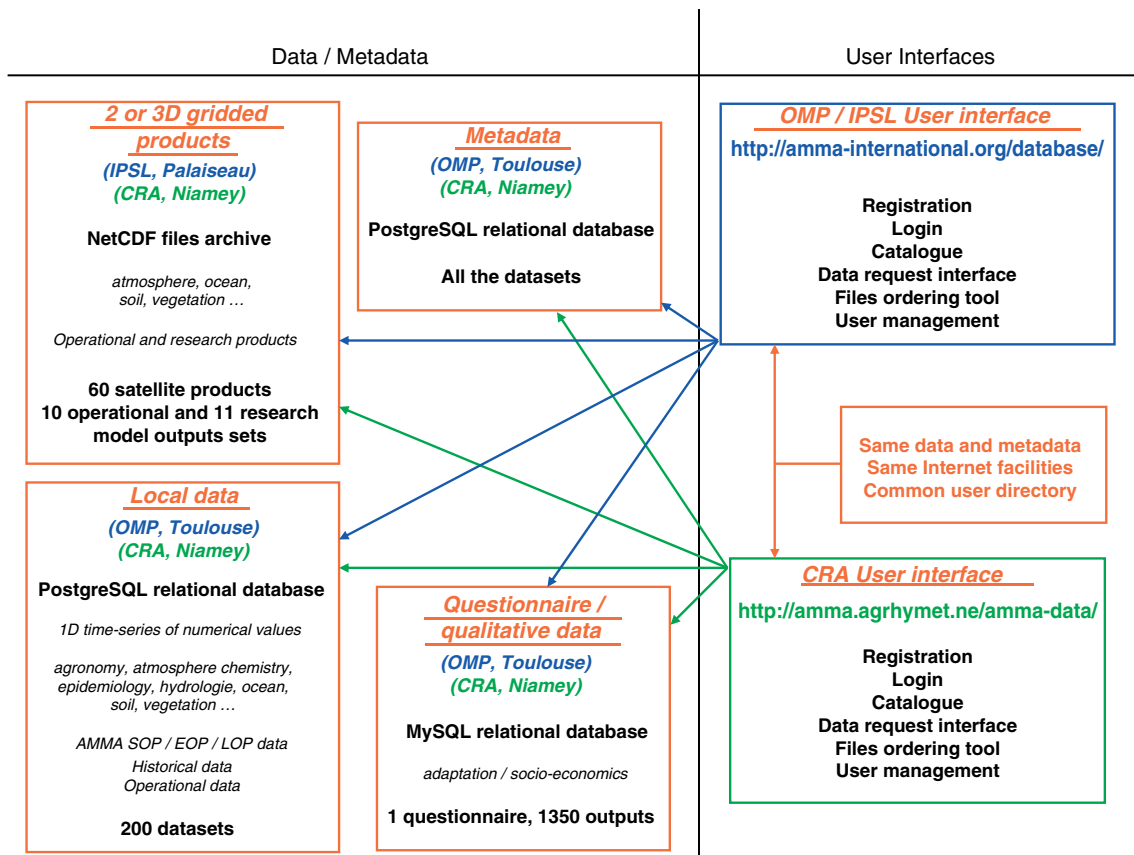 Data / Metadata
User Interfaces
2 or 3D gridded
products
(IPSL, Palaiseau)
(CRA, Niamey)
NetCDF files archive
atmosphere, ocean,
soil, vegetation ...
Operational and research products
60 satellite products
10 operational and 11 research
model outputs sets
Metadata
(OMP, Toulouse)
(CRA, Niamey)
PostgreSQL relational database
All the datasets
OMP / IPSL User interface
http://amma-international.org/database/
Registration
Login
Catalogue
Data request interface
Files ordering tool
User management
Same data and metadata
Same Internet facilities
Common user directory
Local data
(OMP, Toulouse)
(CRA, Niamey)
PostgreSQL relational database
1D time-series of numerical values
agronomy, atmosphere chemistry,
epidemiology, hydrologie, ocean,
soil, vegetation ...
AMMA SOP / EOP / LOP data
Historical data
Operational data
200 datasets
Questionnaire /
qualitative data
(OMP, Toulouse)
(CRA, Niamey)
MySQL relational database
adaptation / socio-economics
1 questionnaire, 1350 outputs
CRA User interface
http://amma.agrhymet.ne/amma-data/
Registration
Login
Catalogue
Data request interface
Files ordering tool
User management